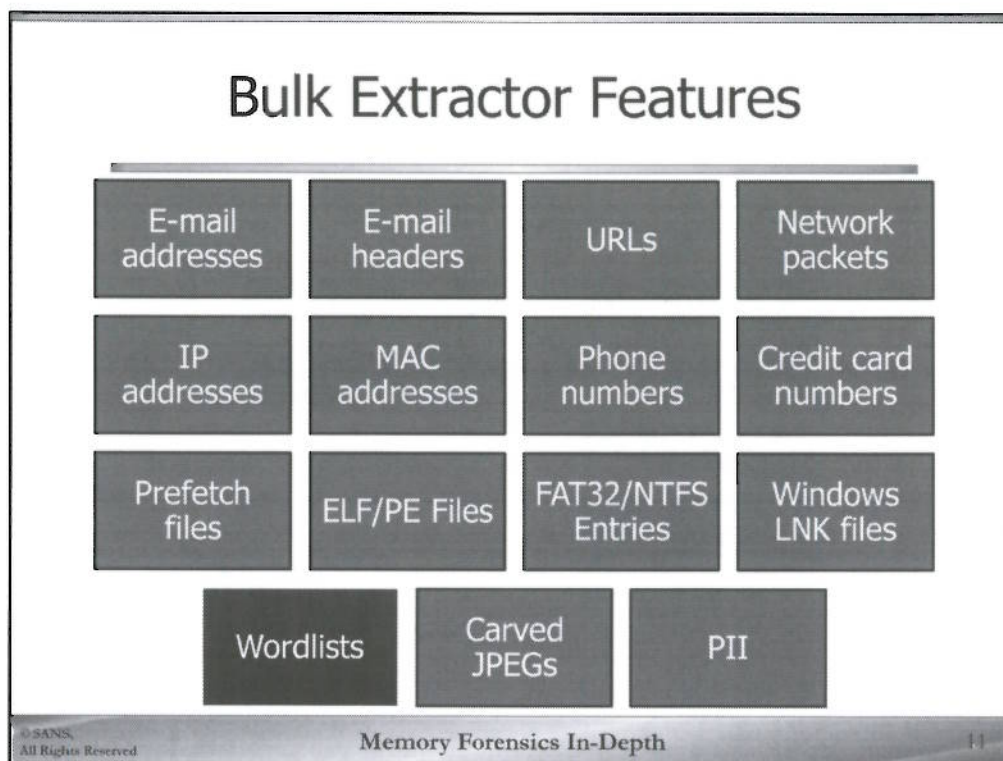 Bulk Extractor Features
E-mail
addresses
E-mail
headers
URLs
Network
packets
IP
addresses
MAC
addresses
Phone
numbers
Credit card
numbers
Prefetch
files
ELF/PE Files
FAT32/NTFS
Entries
Windows
LNK files
Wordlists
Carved
JPEGs
PII
© SANS,
All Rights Reserved
Memory Forensics In-Depth
11